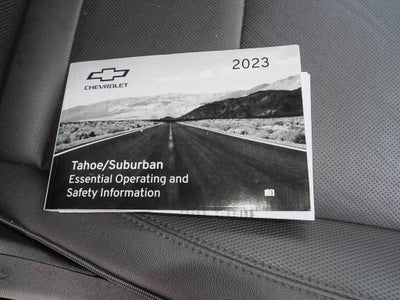 2023
CHEVROLET
Tahoe/Suburban
Essential Operating and
Safety Information